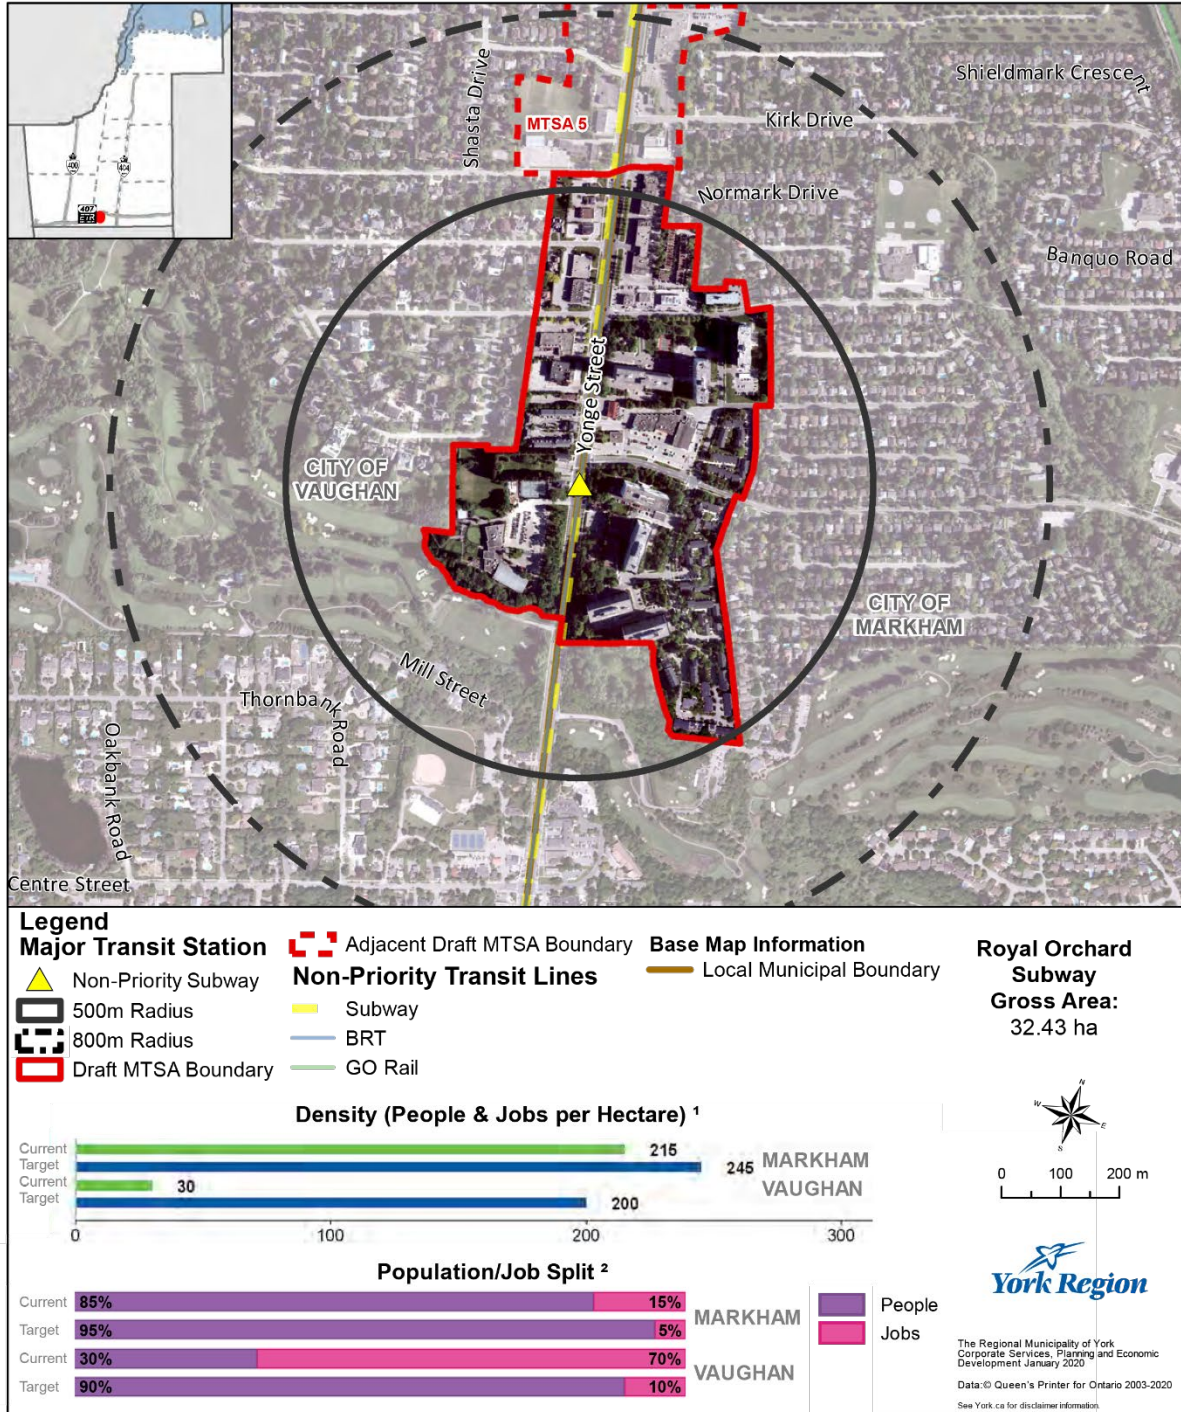 400
404
407
ETR
Shasta Drive
MTSA 5
Shieldmark Crescent
Kirk Drive
Normark Drive
Banquo Road
Yonge Street
CITY OF
VAUGHAN
CITY OF
MARKHAM
Mill Street
Thornbank Road
Oakbank Road
Centre Street
Legend
Major Transit Station
Non-Priority Subway
500m Radius
800m Radius
Draft MTSA Boundary
Adjacent Draft MTSA Boundary
Non-Priority Transit Lines
Subway
BRT
GO Rail
Base Map Information
Local Municipal Boundary
Royal Orchard
Subway
Gross Area:
32.43 ha
N
W
E
S
0 100 200 m
Density (People & Jobs per Hectare) ¹
Current 215
Target 245 MARKHAM
Current 30 VAUGHAN
Target 200
0 100 200 300
Population/Job Split ²
Current 85% 15%
MARKHAM
Target 95% 5%
Current 30% 70%
VAUGHAN
Target 90% 10%
People
Jobs
York Region
The Regional Municipality of York
Corporate Services, Planning and Economic
Development January 2020
Data:© Queen's Printer for Ontario 2003-2020
See York.ca for disclaimer information.